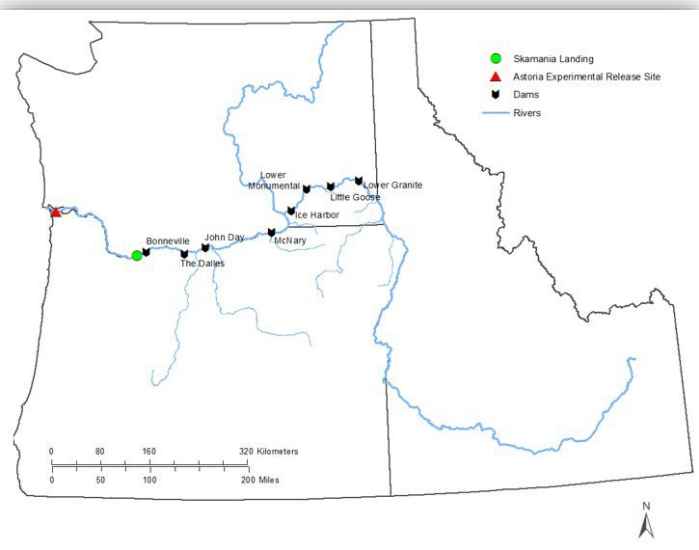 Skamania Landing
Astoria Experimental Release Site
Dams
Rivers
Lower
Monumental
Lower Granite
Little Goose
Ice Harbor
McNary
John Day
Bonneville
The Dalles
0 80 160 320 Kilometers
0 50 100 200 Miles
N